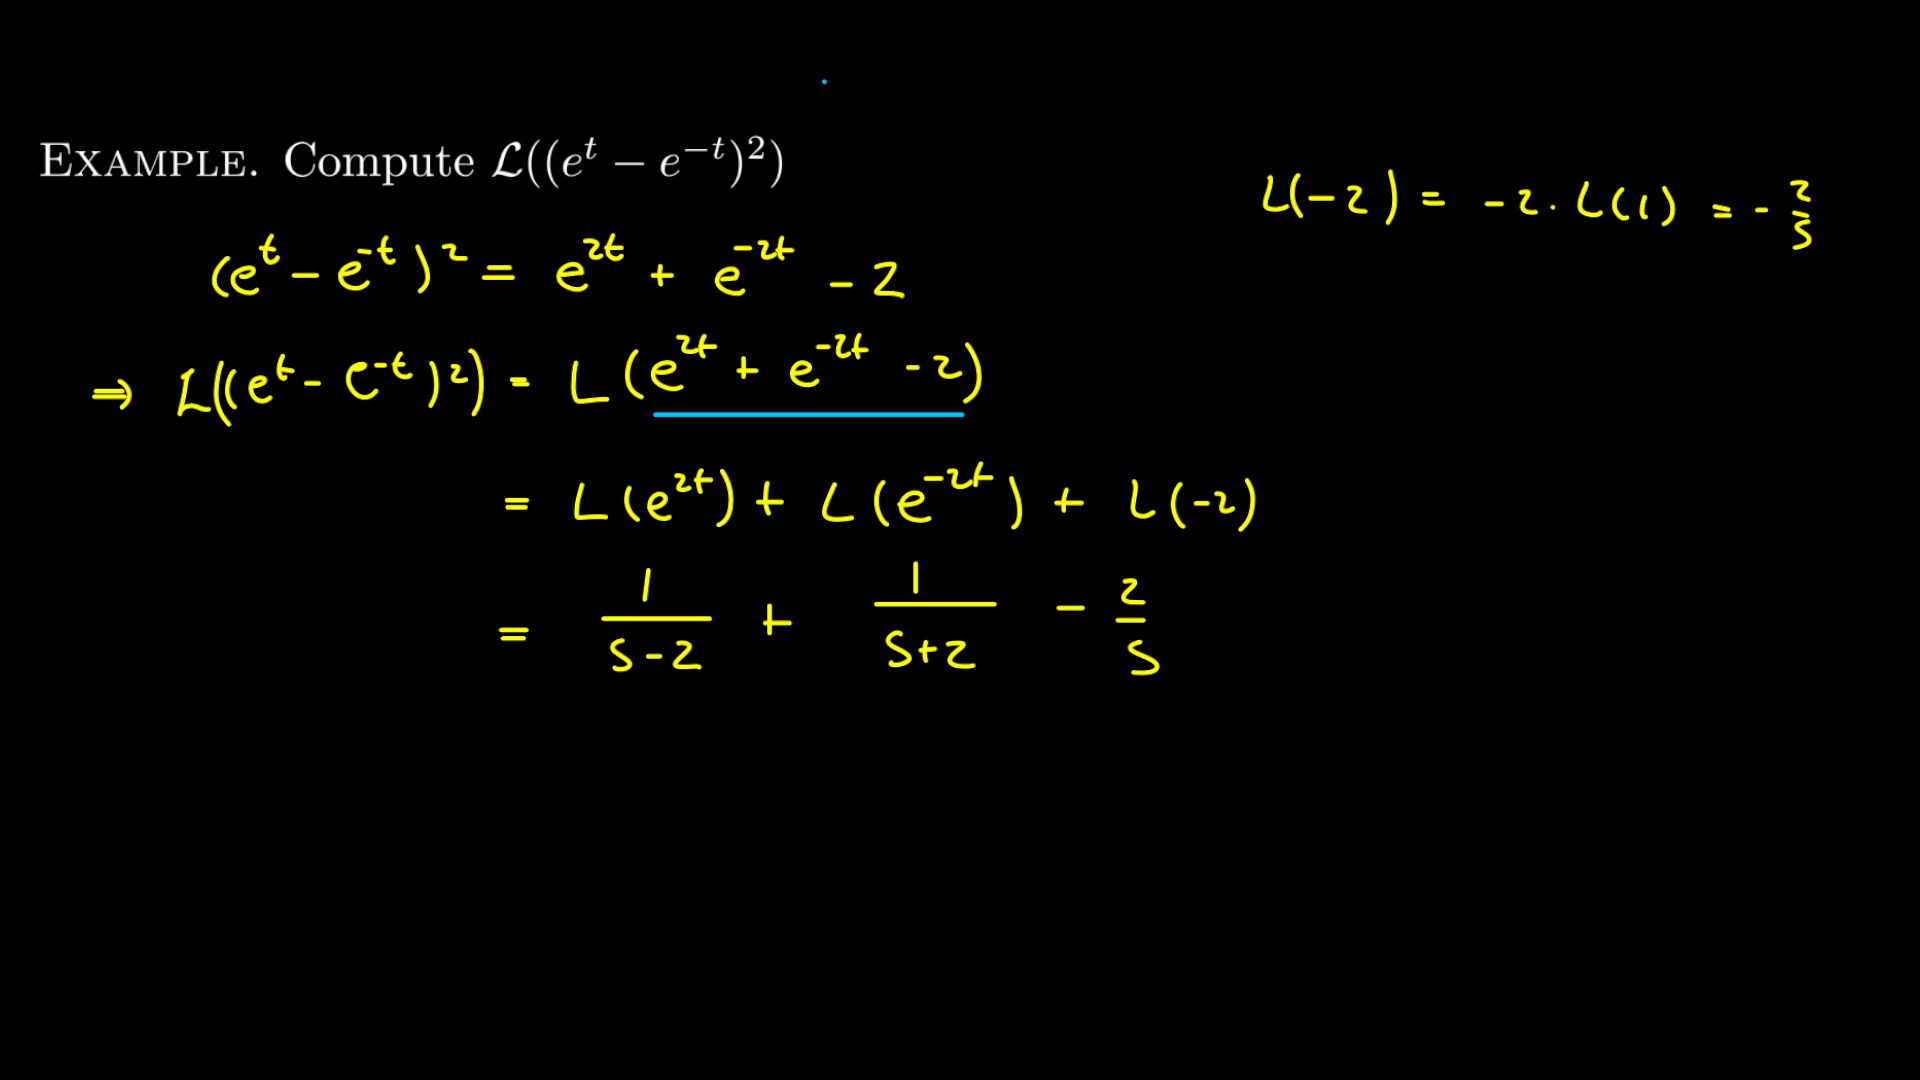 EXAMPLE. Compute ℒ((e^t − e^{−t})^2)
L(-2) = -2 · L(1) = - 2/s
(e^t - e^{-t})^2 = e^{2t} + e^{-2t} - 2
⇒ L((e^t - e^{-t})^2) = L(e^{2t} + e^{-2t} - 2)
= L(e^{2t}) + L(e^{-2t}) + L(-2)
= 1/(s-2) + 1/(s+2) - 2/s